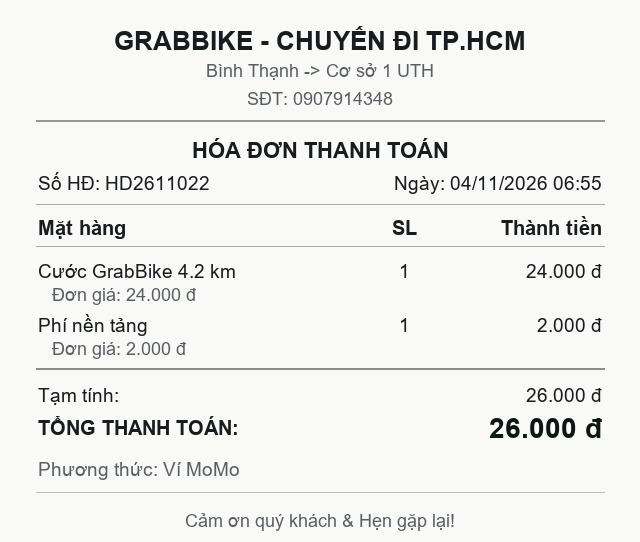 GRABBIKE - CHUYẾN ĐI TP.HCM
Bình Thạnh -> Cơ sở 1 UTH
SĐT: 0907914348
HÓA ĐƠN THANH TOÁN
Số HĐ: HD2611022 Ngày: 04/11/2026 06:55
Mặt hàng SL Thành tiền
Cước GrabBike 4.2 km 1 24.000 đ
Đơn giá: 24.000 đ
Phí nền tảng 1 2.000 đ
Đơn giá: 2.000 đ
Tạm tính: 26.000 đ
TỔNG THANH TOÁN: 26.000 đ
Phương thức: Ví MoMo
Cảm ơn quý khách & Hẹn gặp lại!